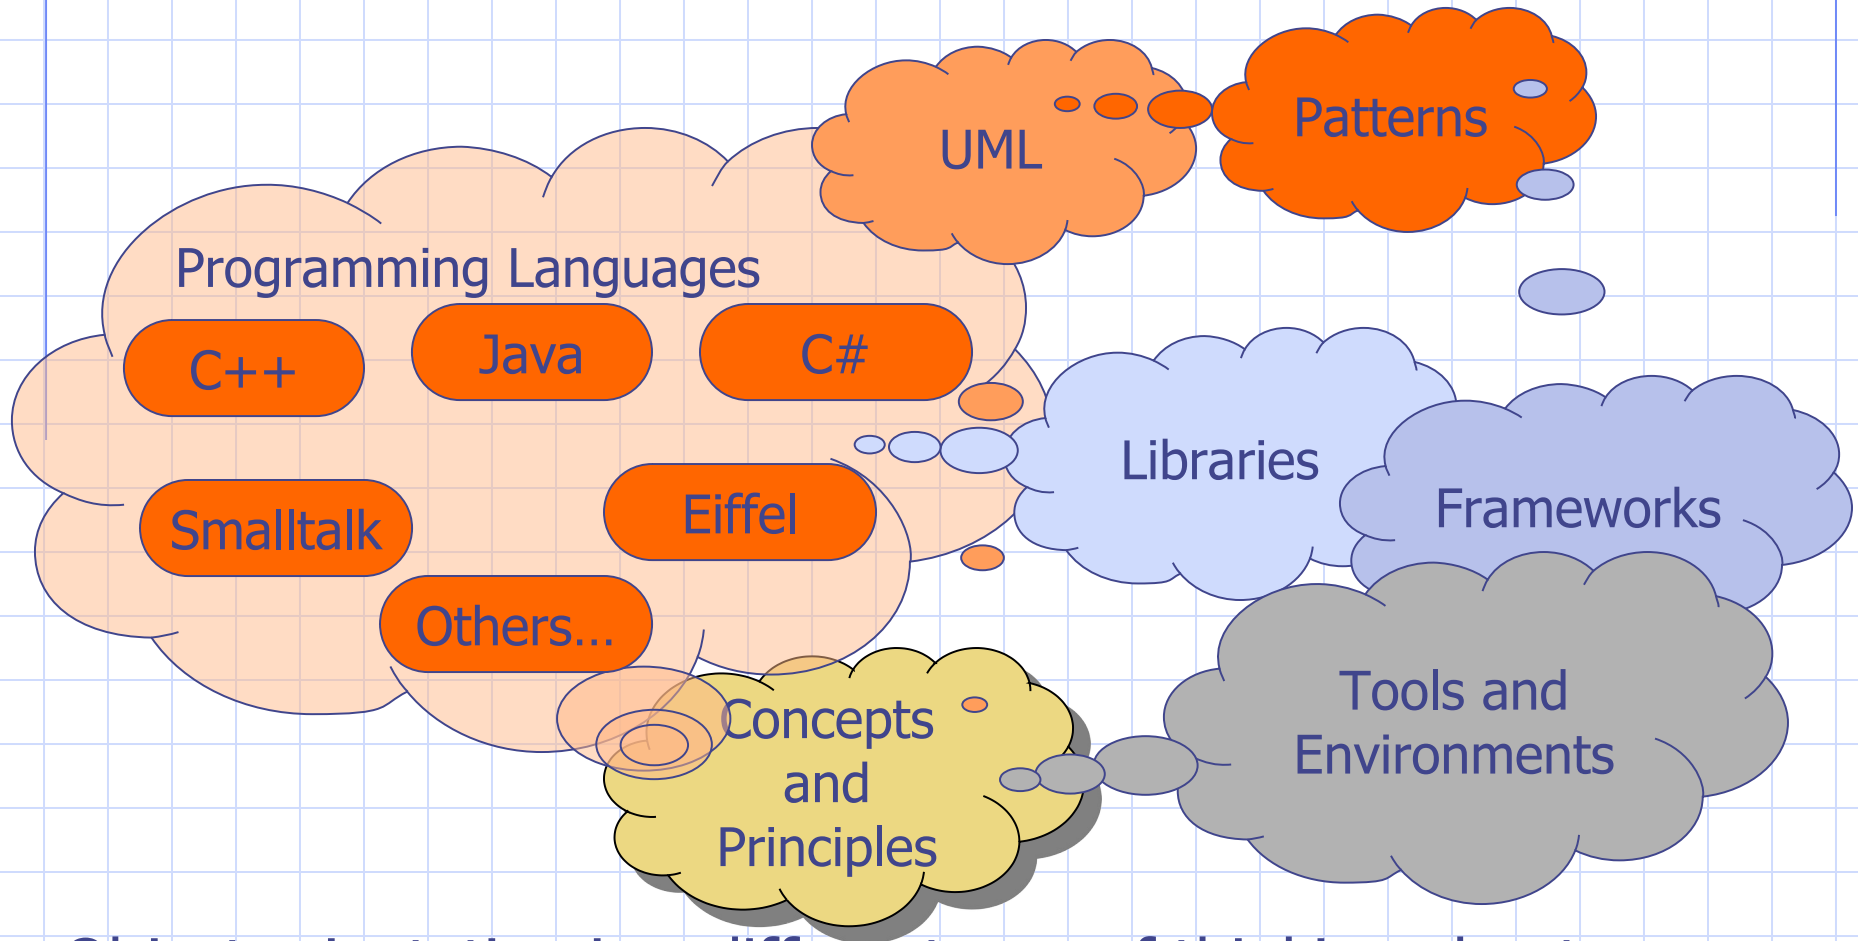 UML
Patterns
Programming Languages
C++
Java
C#
Libraries
Frameworks
Smalltalk
Eiffel
Others...
Tools and
Environments
Concepts
and
Principles